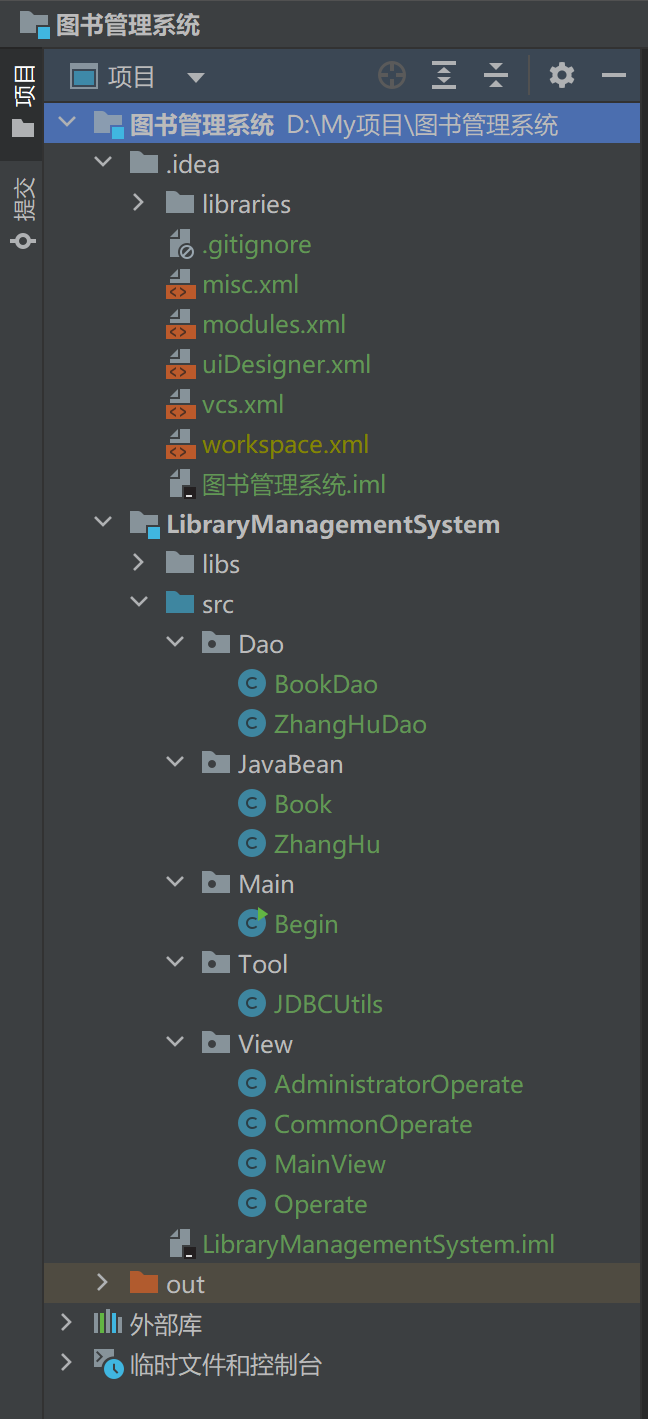 图书管理系统
项目
项目
提交
图书管理系统 D:\My项目\图书管理系统
.idea
libraries
.gitignore
misc.xml
modules.xml
uiDesigner.xml
vcs.xml
workspace.xml
图书管理系统.iml
LibraryManagementSystem
libs
src
Dao
BookDao
ZhangHuDao
JavaBean
Book
ZhangHu
Main
Begin
Tool
JDBCUtils
View
AdministratorOperate
CommonOperate
MainView
Operate
LibraryManagementSystem.iml
out
外部库
临时文件和控制台